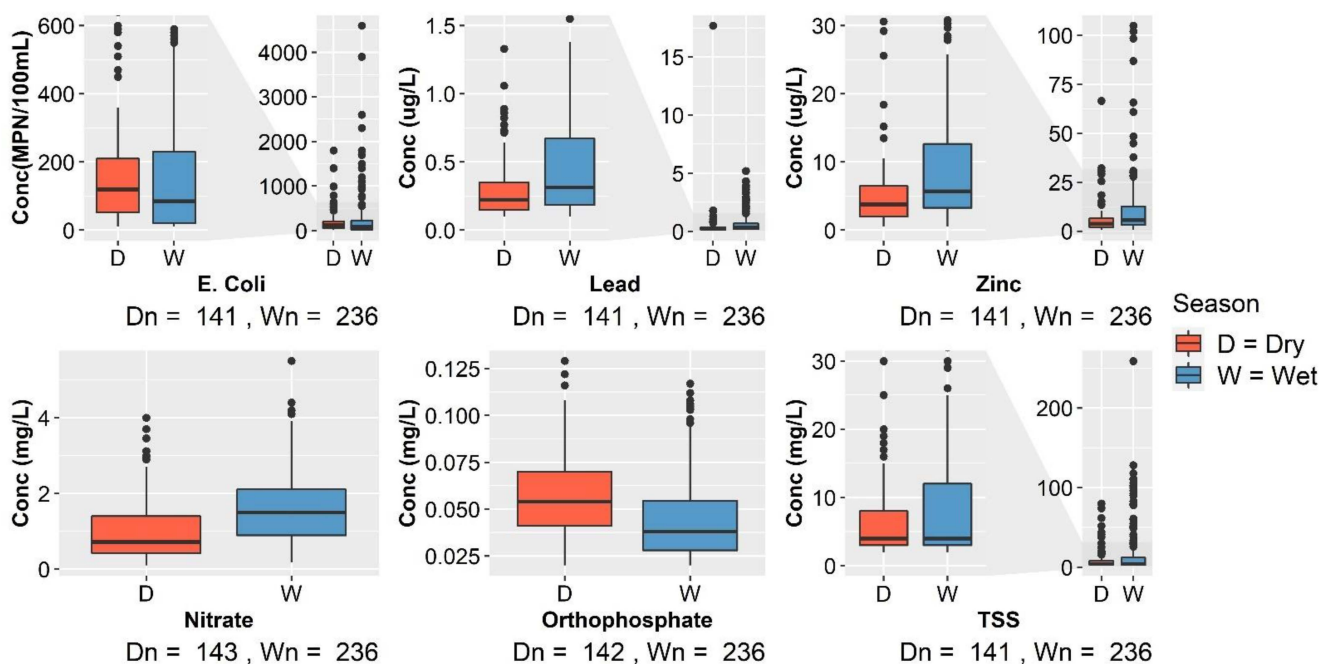 Conc(MPN/100mL)
600
400
200
0
D W
4000
3000
2000
1000
0
D W
E. Coli
Dn = 141 , Wn = 236
Conc (ug/L)
1.5
1.0
0.5
0.0
D W
15
10
5
0
D W
Lead
Dn = 141 , Wn = 236
Conc (ug/L)
30
20
10
0
D W
100
75
50
25
0
D W
Zinc
Dn = 141 , Wn = 236
Conc (mg/L)
4
2
0
D W
Nitrate
Dn = 143 , Wn = 236
Conc (mg/L)
0.125
0.100
0.075
0.050
0.025
D W
Orthophosphate
Dn = 142 , Wn = 236
Conc (mg/L)
30
20
10
0
D W
200
100
0
D W
TSS
Dn = 141 , Wn = 236
Season
D = Dry
W = Wet